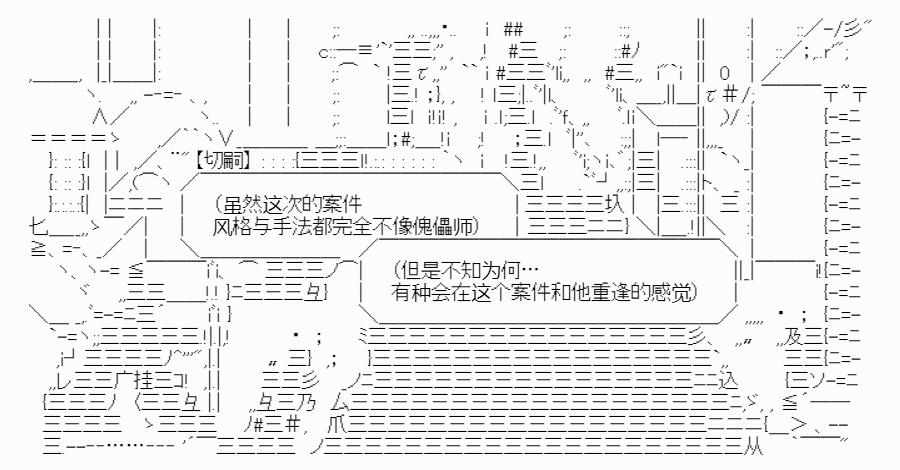 【切嗣】
（虽然这次的案件
风格与手法都完全不像傀儡师）
（但是不知为何…
有种会在这个案件和他重逢的感觉）